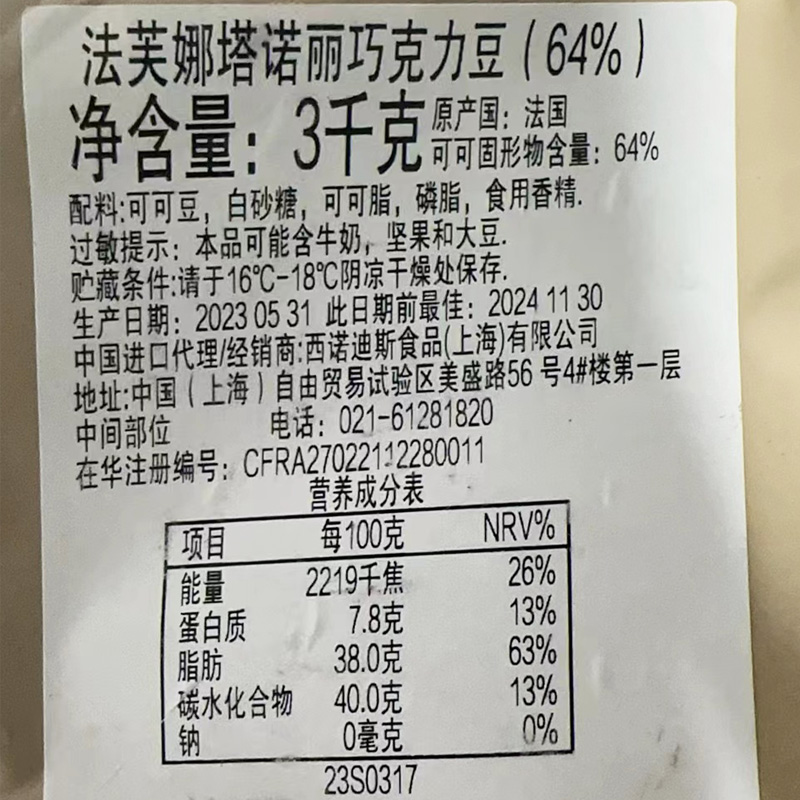 法芙娜塔诺丽巧克力豆(64%)
净含量：3千克
原产国：法国
可可固形物含量：64%
配料:可可豆，白砂糖，可可脂，磷脂，食用香精.
过敏提示：本品可能含牛奶，坚果和大豆.
贮藏条件:请于16℃-18℃阴凉干燥处保存.
生产日期：2023 05 31 此日期前最佳：2024 11 30
中国进口代理/经销商:西诺迪斯食品(上海)有限公司
地址:中国(上海)自由贸易试验区美盛路56 号4#楼第一层
中间部位 电话：021-61281820
在华注册编号：CFRA27022112280011
营养成分表
项目 每100克 NRV%
能量 2219千焦 26%
蛋白质 7.8克 13%
脂肪 38.0克 63%
碳水化合物 40.0克 13%
钠 0毫克 0%
23S0317